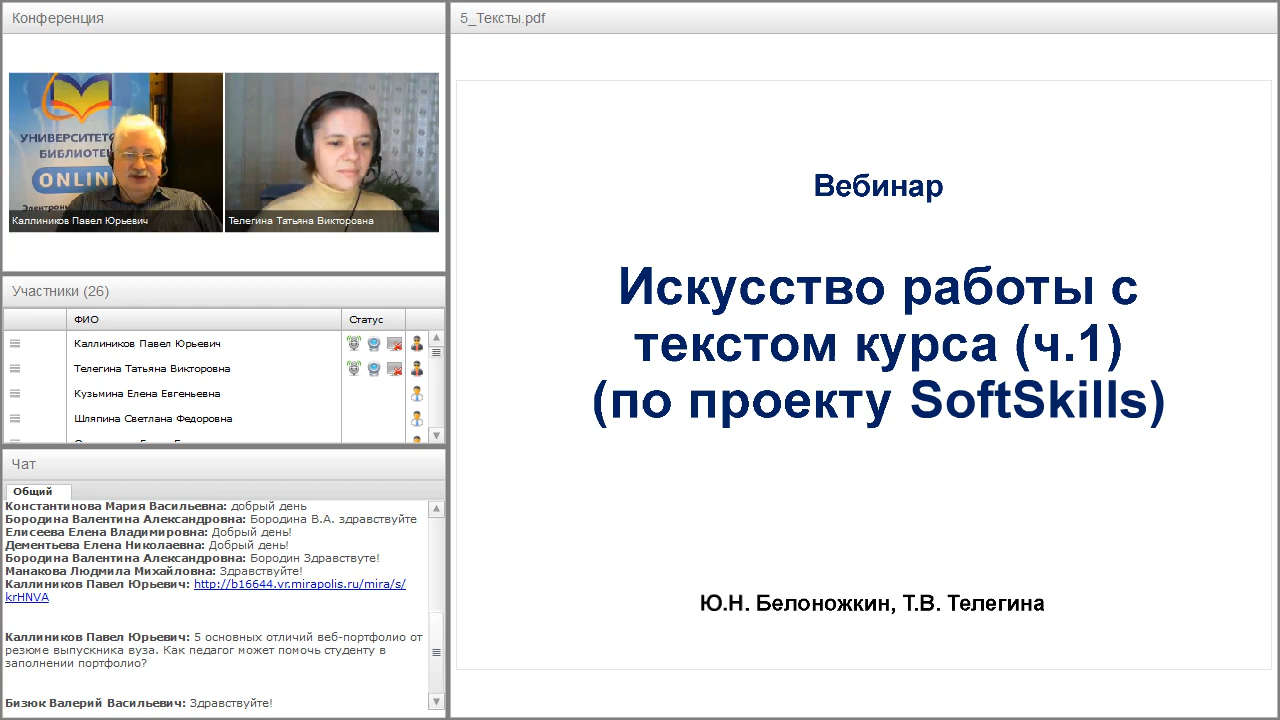 Конференция
УНИВЕРСИТЕТС
БИБЛИОТЕ
ONLIN
Каллиников Павел Юрьевич
Телегина Татьяна Викторовна
Участники (26)
ФИО
Статус
Каллиников Павел Юрьевич
Телегина Татьяна Викторовна
Кузьмина Елена Евгеньевна
Шляпина Светлана Федоровна
Чат
Общий
Константинова Мария Васильевна: добрый день
Бородина Валентина Александровна: Бородина В.А. здравствуйте
Елисеева Елена Владимировна: Добрый день!
Дементьева Елена Николаевна: Добрый день!
Бородина Валентина Александровна: Бородин Здравствуте!
Манакова Людмила Михайловна: Здравствуйте!
Каллиников Павел Юрьевич: http://b16644.vr.mirapolis.ru/mira/s/
krHNVA
Каллиников Павел Юрьевич: 5 основных отличий веб-портфолио от
резюме выпускника вуза. Как педагог может помочь студенту в
заполнении портфолио?
Бизюк Валерий Васильевич: Здравствуйте!
5_Тексты.pdf
Вебинар
Искусство работы с
текстом курса (ч.1)
(по проекту SoftSkills)
Ю.Н. Белоножкин, Т.В. Телегина